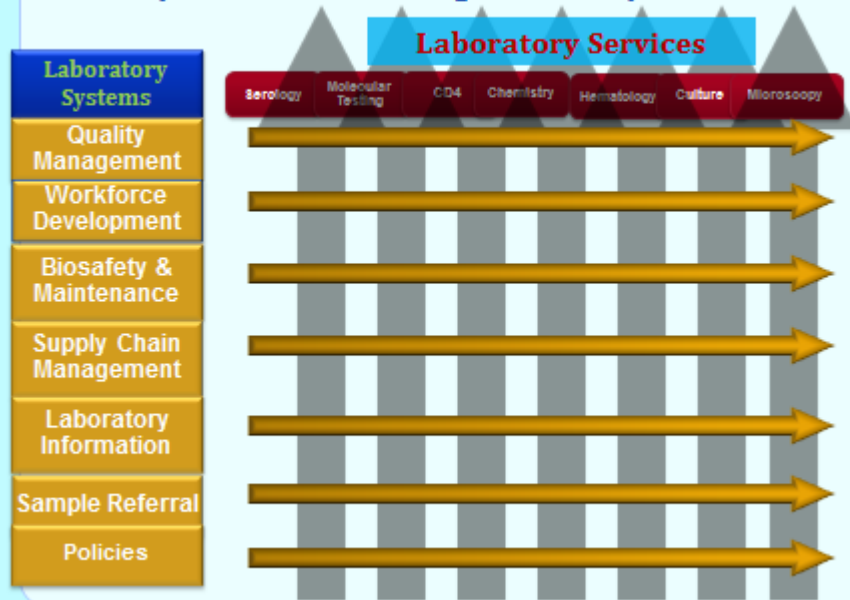 Laboratory Services
Laboratory
Systems
Serology
Molecular
Testing
CD4
Chemistry
Hematology
Culture
Microscopy
Quality
Management
Workforce
Development
Biosafety &
Maintenance
Supply Chain
Management
Laboratory
Information
Sample Referral
Policies